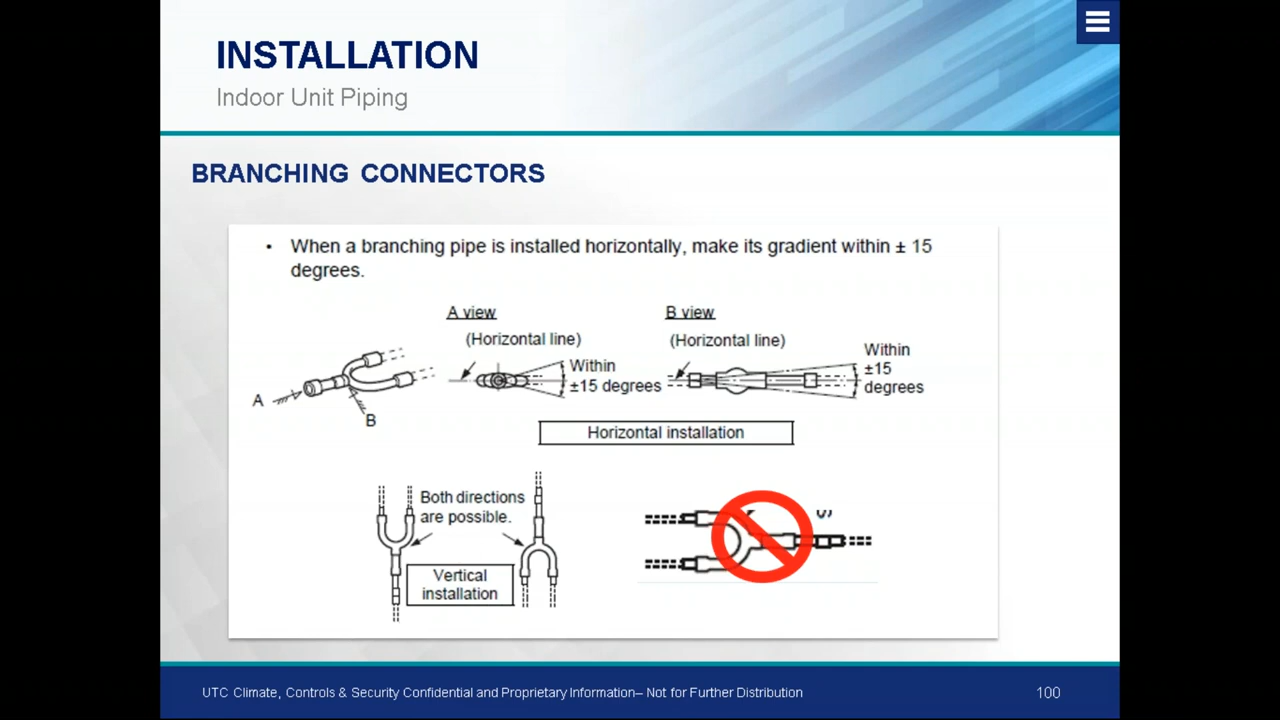 INSTALLATION
Indoor Unit Piping
BRANCHING CONNECTORS
• When a branching pipe is installed horizontally, make its gradient within ± 15
degrees.
A view
(Horizontal line)
Within
±15 degrees
B view
(Horizontal line)
Within
±15
degrees
A
B
Horizontal installation
Both directions
are possible.
Vertical
installation
UTC Climate, Controls & Security Confidential and Proprietary Information– Not for Further Distribution
100